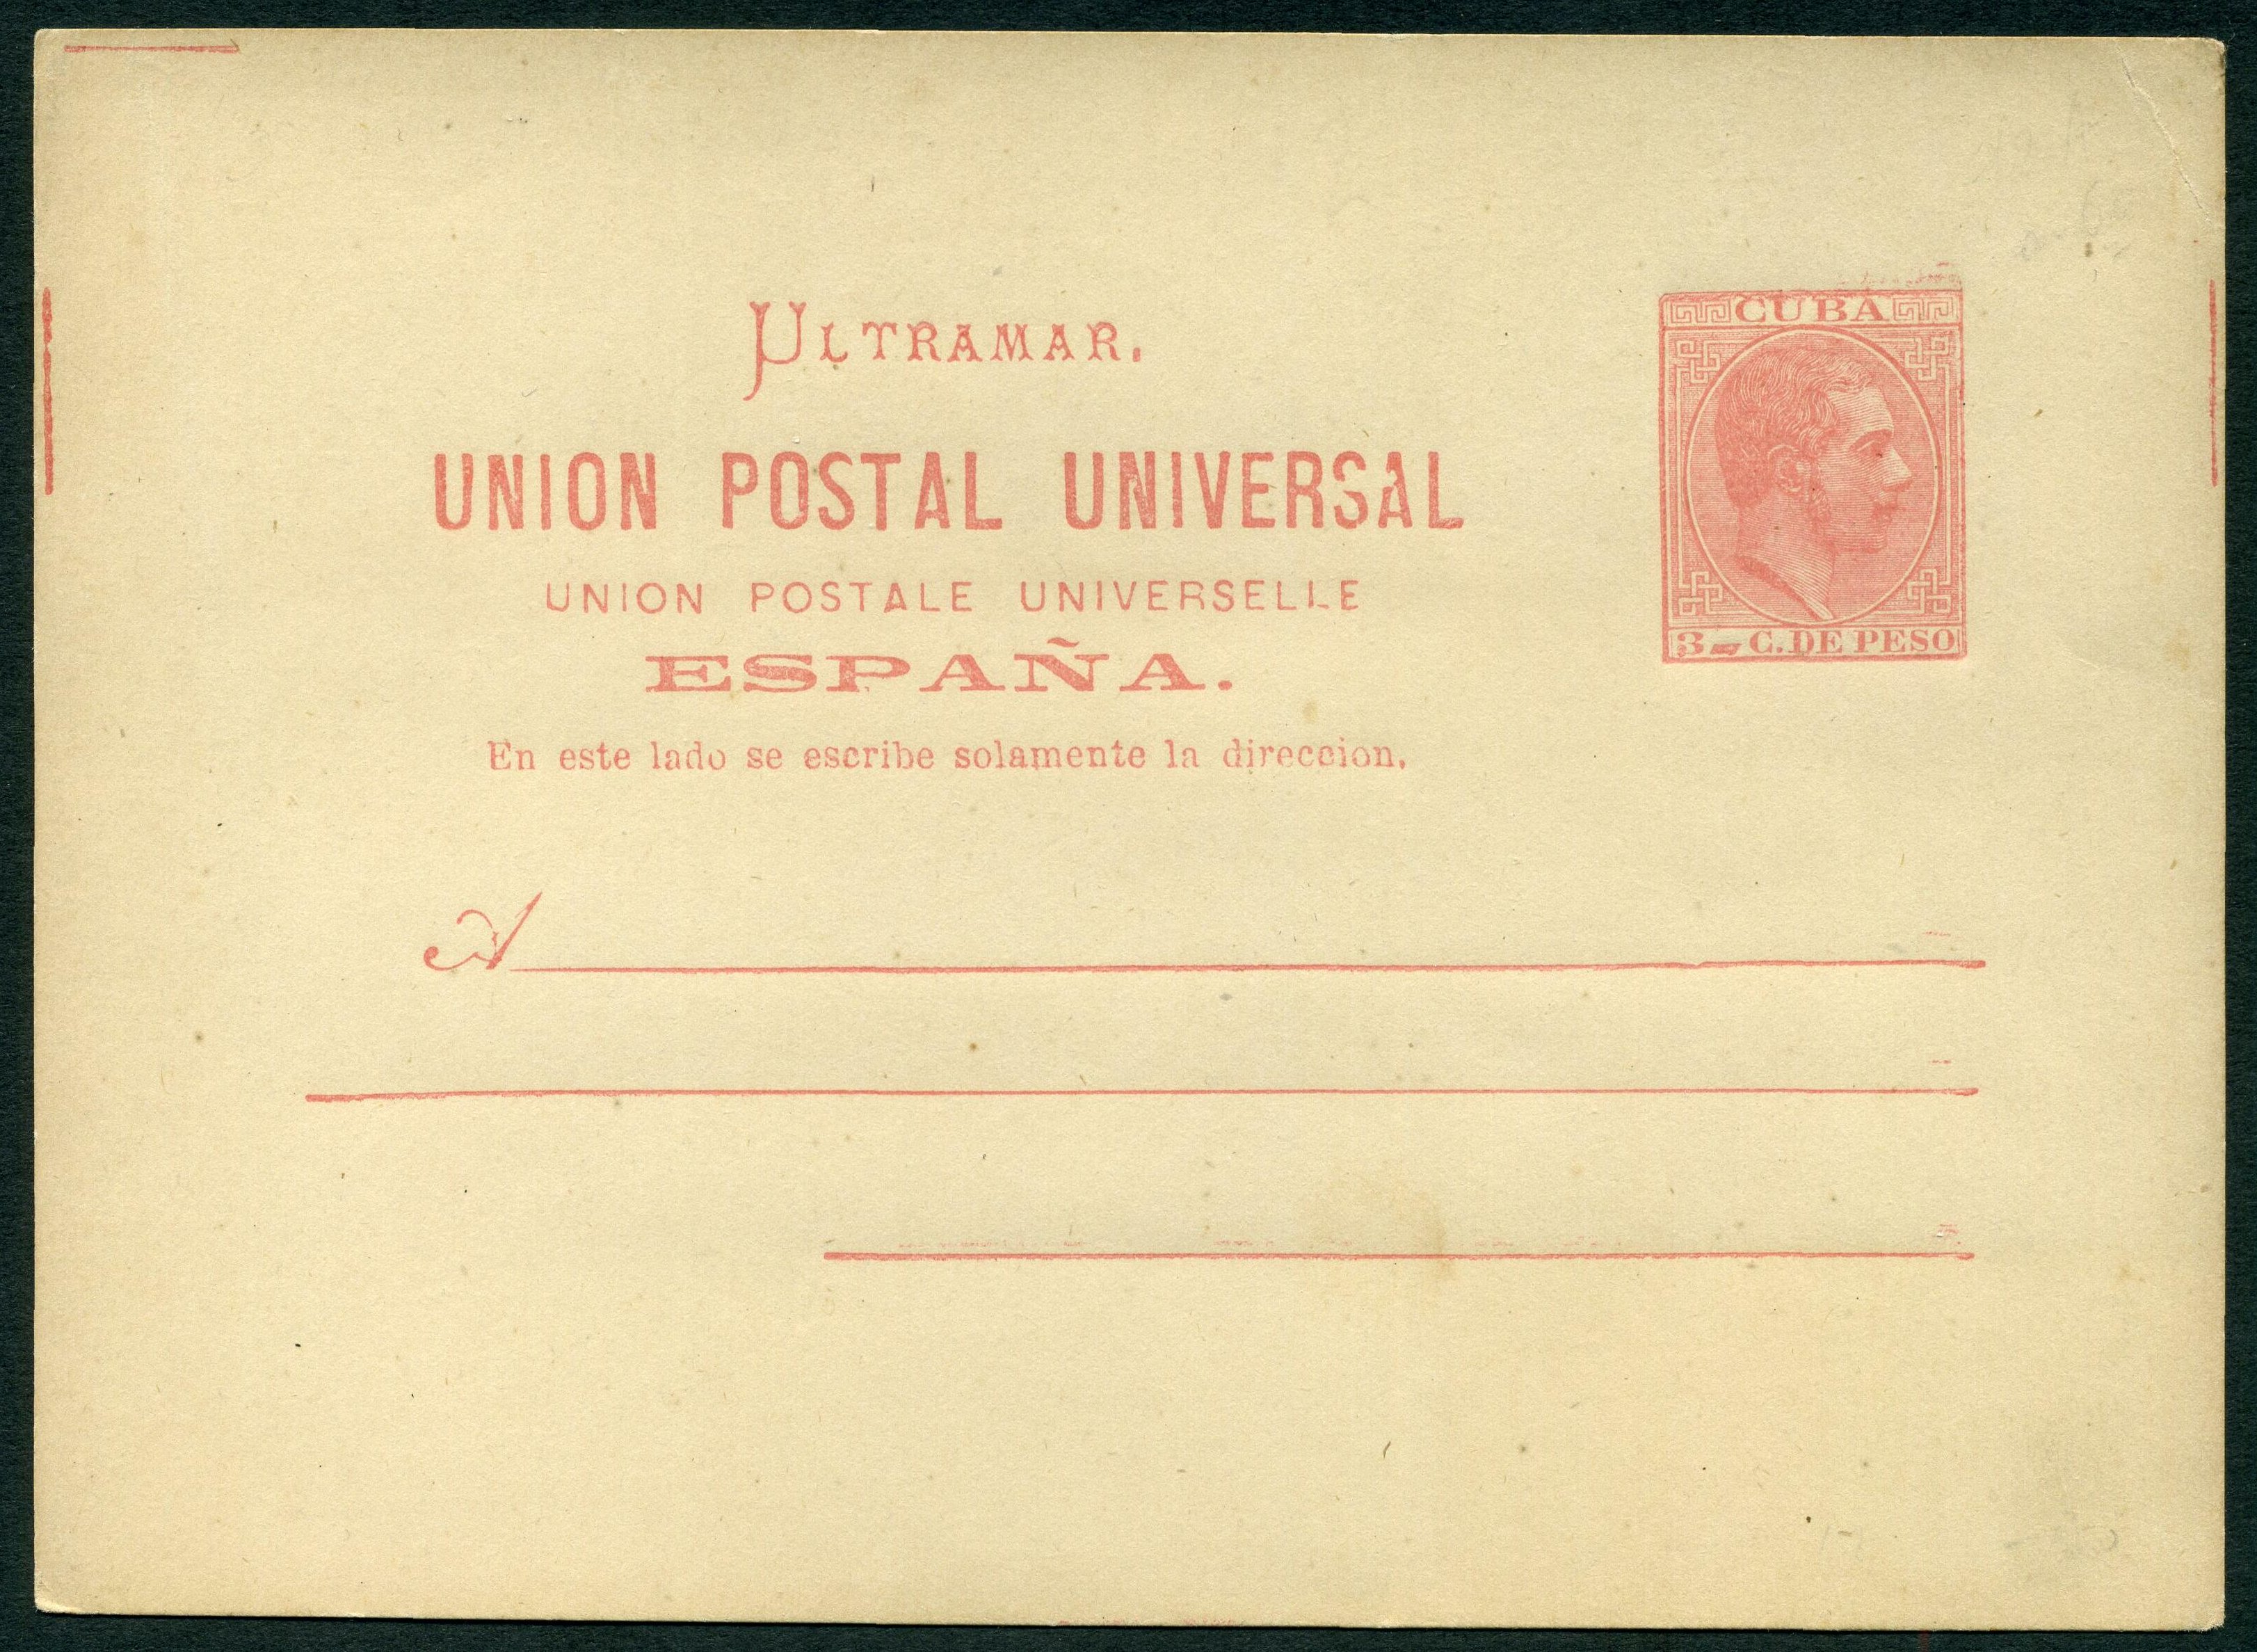 ULTRAMAR.
CUBA
UNION POSTAL UNIVERSAL
UNION POSTALE UNIVERSELLE
3 - C. DE PESO
ESPAÑA.
En este lado se escribe solamente la direccion.
A